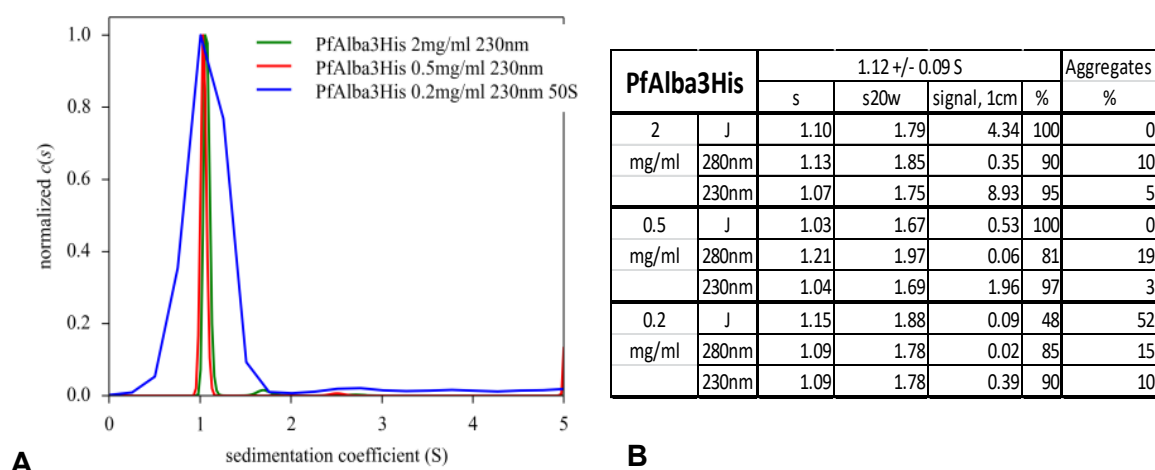 1.0
0.8
0.6
0.4
0.2
0.0
normalized c(s)
PfAlba3His 2mg/ml 230nm
PfAlba3His 0.5mg/ml 230nm
PfAlba3His 0.2mg/ml 230nm 50S
0 1 2 3 4 5
sedimentation coefficient (S)
A
PfAlba3His 1.12 +/- 0.09 S Aggregates
s s20w signal, 1cm % %
2 J 1.10 1.79 4.34 100 0
mg/ml 280nm 1.13 1.85 0.35 90 10
230nm 1.07 1.75 8.93 95 5
0.5 J 1.03 1.67 0.53 100 0
mg/ml 280nm 1.21 1.97 0.06 81 19
230nm 1.04 1.69 1.96 97 3
0.2 J 1.15 1.88 0.09 48 52
mg/ml 280nm 1.09 1.78 0.02 85 15
230nm 1.09 1.78 0.39 90 10
B